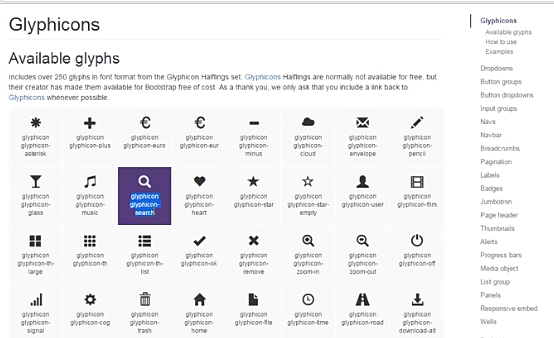 Glyphicons
Available glyphs
Includes over 250 glyphs in font format from the Glyphicon Halflings set. Glyphicons Halflings are normally not available for free, but
their creator has made them available for Bootstrap free of cost. As a thank you, we only ask that you include a link back to
Glyphicons whenever possible.
glyphicon glyphicon-asterisk
glyphicon glyphicon-plus
glyphicon glyphicon-euro
glyphicon glyphicon-eur
glyphicon glyphicon-minus
glyphicon glyphicon-cloud
glyphicon glyphicon-envelope
glyphicon glyphicon-pencil
glyphicon glyphicon-glass
glyphicon glyphicon-music
glyphicon glyphicon-search
glyphicon glyphicon-heart
glyphicon glyphicon-star
glyphicon glyphicon-star-empty
glyphicon glyphicon-user
glyphicon glyphicon-film
glyphicon glyphicon-th-large
glyphicon glyphicon-th
glyphicon glyphicon-th-list
glyphicon glyphicon-ok
glyphicon glyphicon-remove
glyphicon glyphicon-zoom-in
glyphicon glyphicon-zoom-out
glyphicon glyphicon-off
glyphicon glyphicon-signal
glyphicon glyphicon-cog
glyphicon glyphicon-trash
glyphicon glyphicon-home
glyphicon glyphicon-file
glyphicon glyphicon-time
glyphicon glyphicon-road
glyphicon glyphicon-download-alt
Glyphicons
Available glyphs
How to use
Examples
Dropdowns
Button groups
Button dropdowns
Input groups
Navs
Navbar
Breadcrumbs
Pagination
Labels
Badges
Jumbotron
Page header
Thumbnails
Alerts
Progress bars
Media object
List group
Panels
Responsive embed
Wells